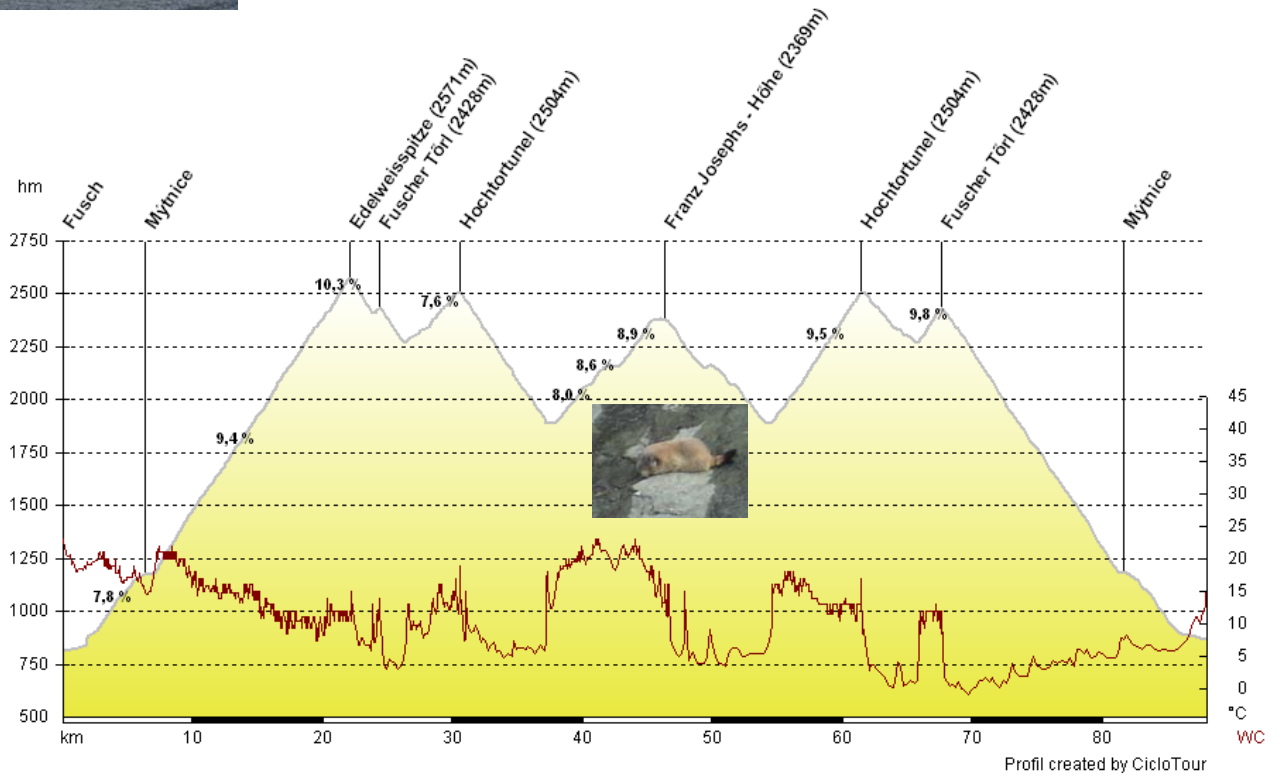 Fusch
Mýtnice
Edelweisspitze (2571m)
Fuscher Törl (2428m)
Hochtortunel (2504m)
Franz Josephs - Höhe (2369m)
Hochtortunel (2504m)
Fuscher Törl (2428m)
Mýtnice
hm
2750
2500
2250
2000
1750
1500
1250
1000
750
500
10,3 %
7,6 %
9,4 %
7,8 %
8,0 %
8,6 %
8,9 %
9,5 %
9,8 %
45
40
35
30
25
20
15
10
5
0
°C
WC
km
10
20
30
40
50
60
70
80
Profil created by CicloTour